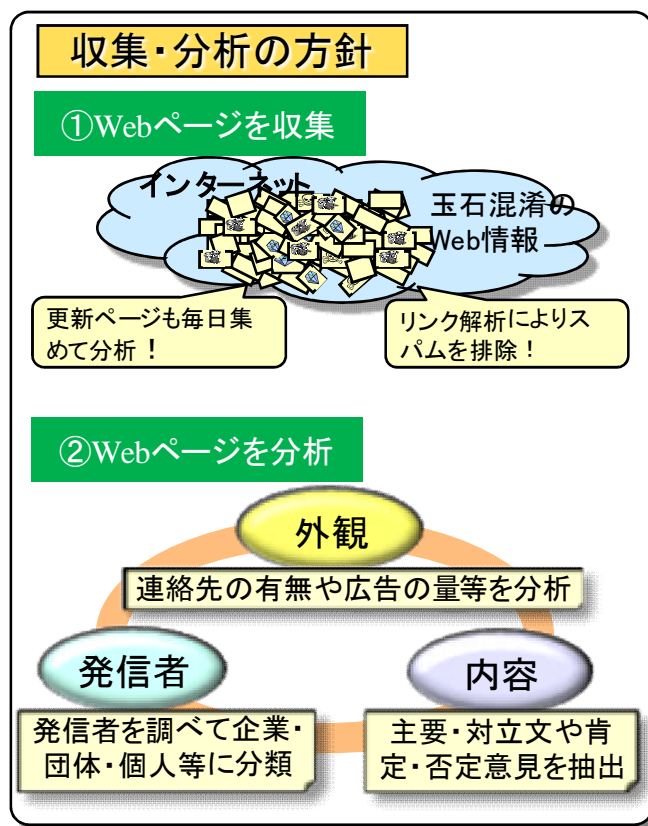 収集・分析の方針
①Webページを収集
インターネット
玉石混淆の
Web情報
更新ページも毎日集
めて分析！
リンク解析によりス
パムを排除！
②Webページを分析
外観
連絡先の有無や広告の量等を分析
発信者
発信者を調べて企業・
団体・個人等に分類
内容
主要・対立文や肯
定・否定意見を抽出